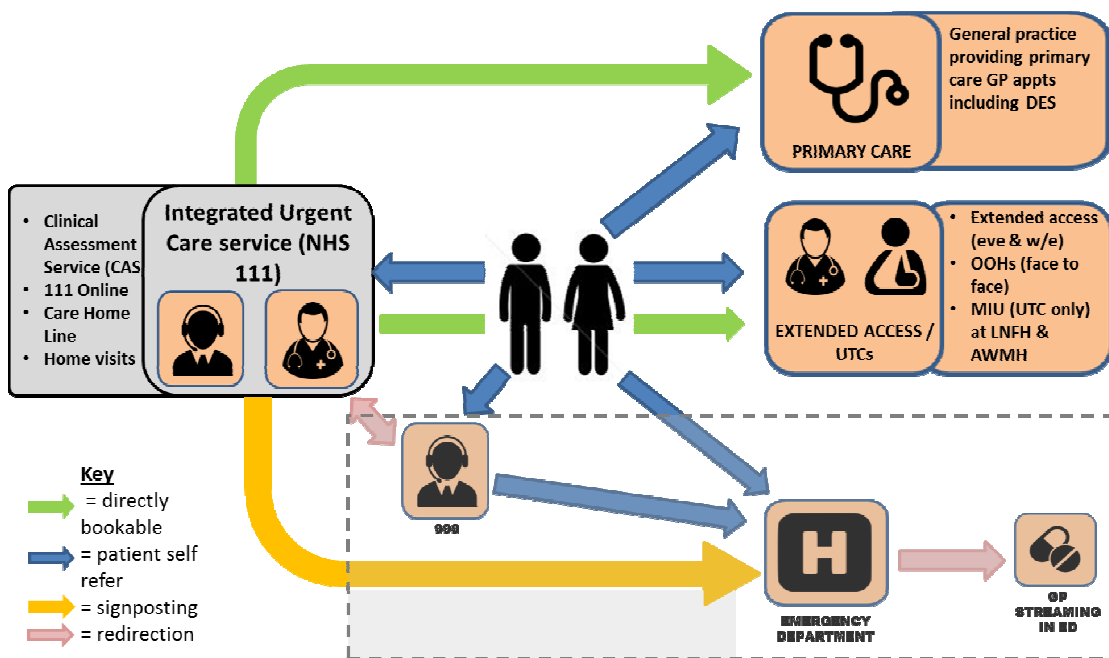 General practice
providing primary
care GP appts
including DES
PRIMARY CARE
• Clinical
Assessment
Service (CAS
• 111 Online
• Care Home
Line
• Home visits
Integrated Urgent
Care service (NHS
111)
• Extended access
(eve & w/e)
• OOHs (face to
face)
• MIU (UTC only)
at LNFH &
AWMH
EXTENDED ACCESS /
UTCs
999
Key
= directly
bookable
= patient self
refer
= signposting
= redirection
H
EMERGENCY
DEPARTMENT
GP
STREAMING
IN ED